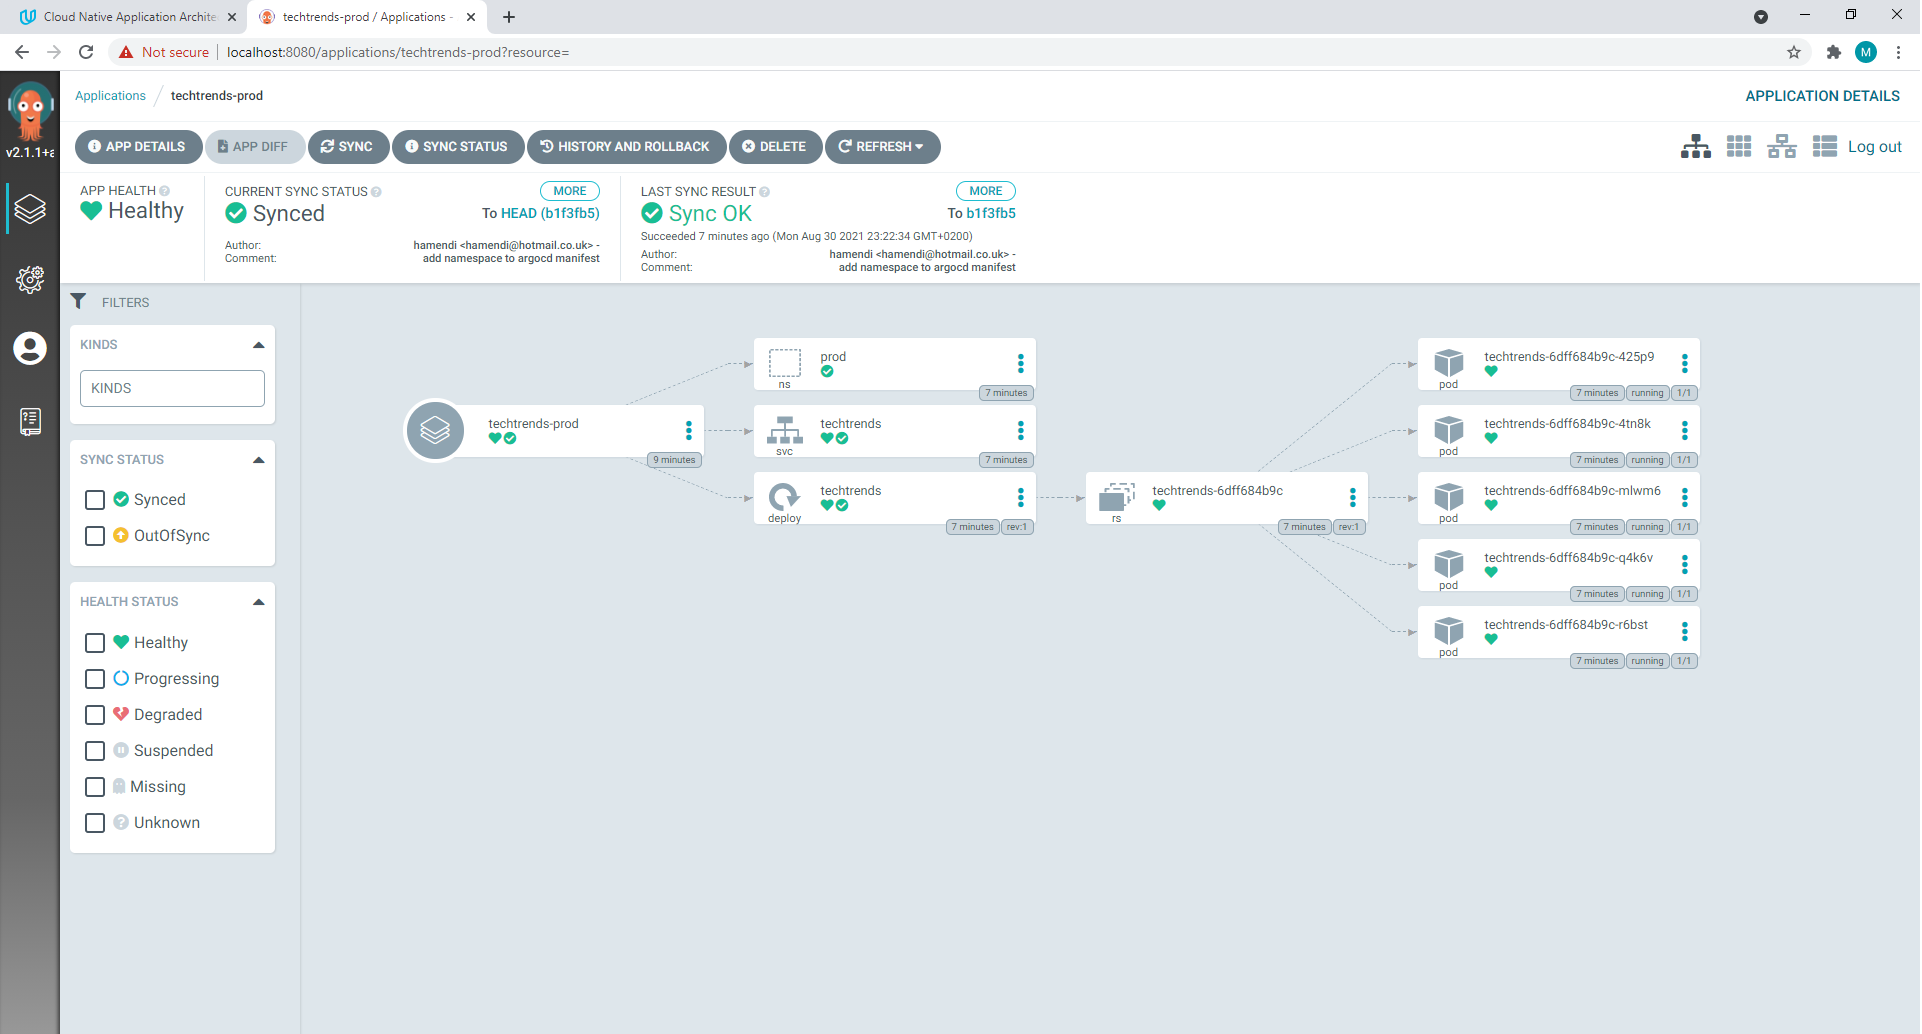 Cloud Native Application Archite
techtrends-prod / Applications -
Not secure
localhost:8080/applications/techtrends-prod?resource=
M
v2.1.1+a
Applications
techtrends-prod
APPLICATION DETAILS
APP DETAILS
APP DIFF
SYNC
SYNC STATUS
HISTORY AND ROLLBACK
DELETE
REFRESH
Log out
APP HEALTH
Healthy
CURRENT SYNC STATUS
MORE
Synced
To HEAD (b1f3fb5)
Author: hamendi <hamendi@hotmail.co.uk> -
Comment: add namespace to argocd manifest
LAST SYNC RESULT
MORE
Sync OK
To b1f3fb5
Succeeded 7 minutes ago (Mon Aug 30 2021 23:22:34 GMT+0200)
Author: hamendi <hamendi@hotmail.co.uk> -
Comment: add namespace to argocd manifest
FILTERS
KINDS
KINDS
SYNC STATUS
Synced
OutOfSync
HEALTH STATUS
Healthy
Progressing
Degraded
Suspended
Missing
Unknown
techtrends-prod
9 minutes
ns
prod
7 minutes
svc
techtrends
7 minutes
deploy
techtrends
7 minutes
rev:1
rs
techtrends-6dff684b9c
7 minutes
rev:1
pod
techtrends-6dff684b9c-425p9
7 minutes
running
1/1
pod
techtrends-6dff684b9c-4tn8k
7 minutes
running
1/1
pod
techtrends-6dff684b9c-mlwm6
7 minutes
running
1/1
pod
techtrends-6dff684b9c-q4k6v
7 minutes
running
1/1
pod
techtrends-6dff684b9c-r6bst
7 minutes
running
1/1